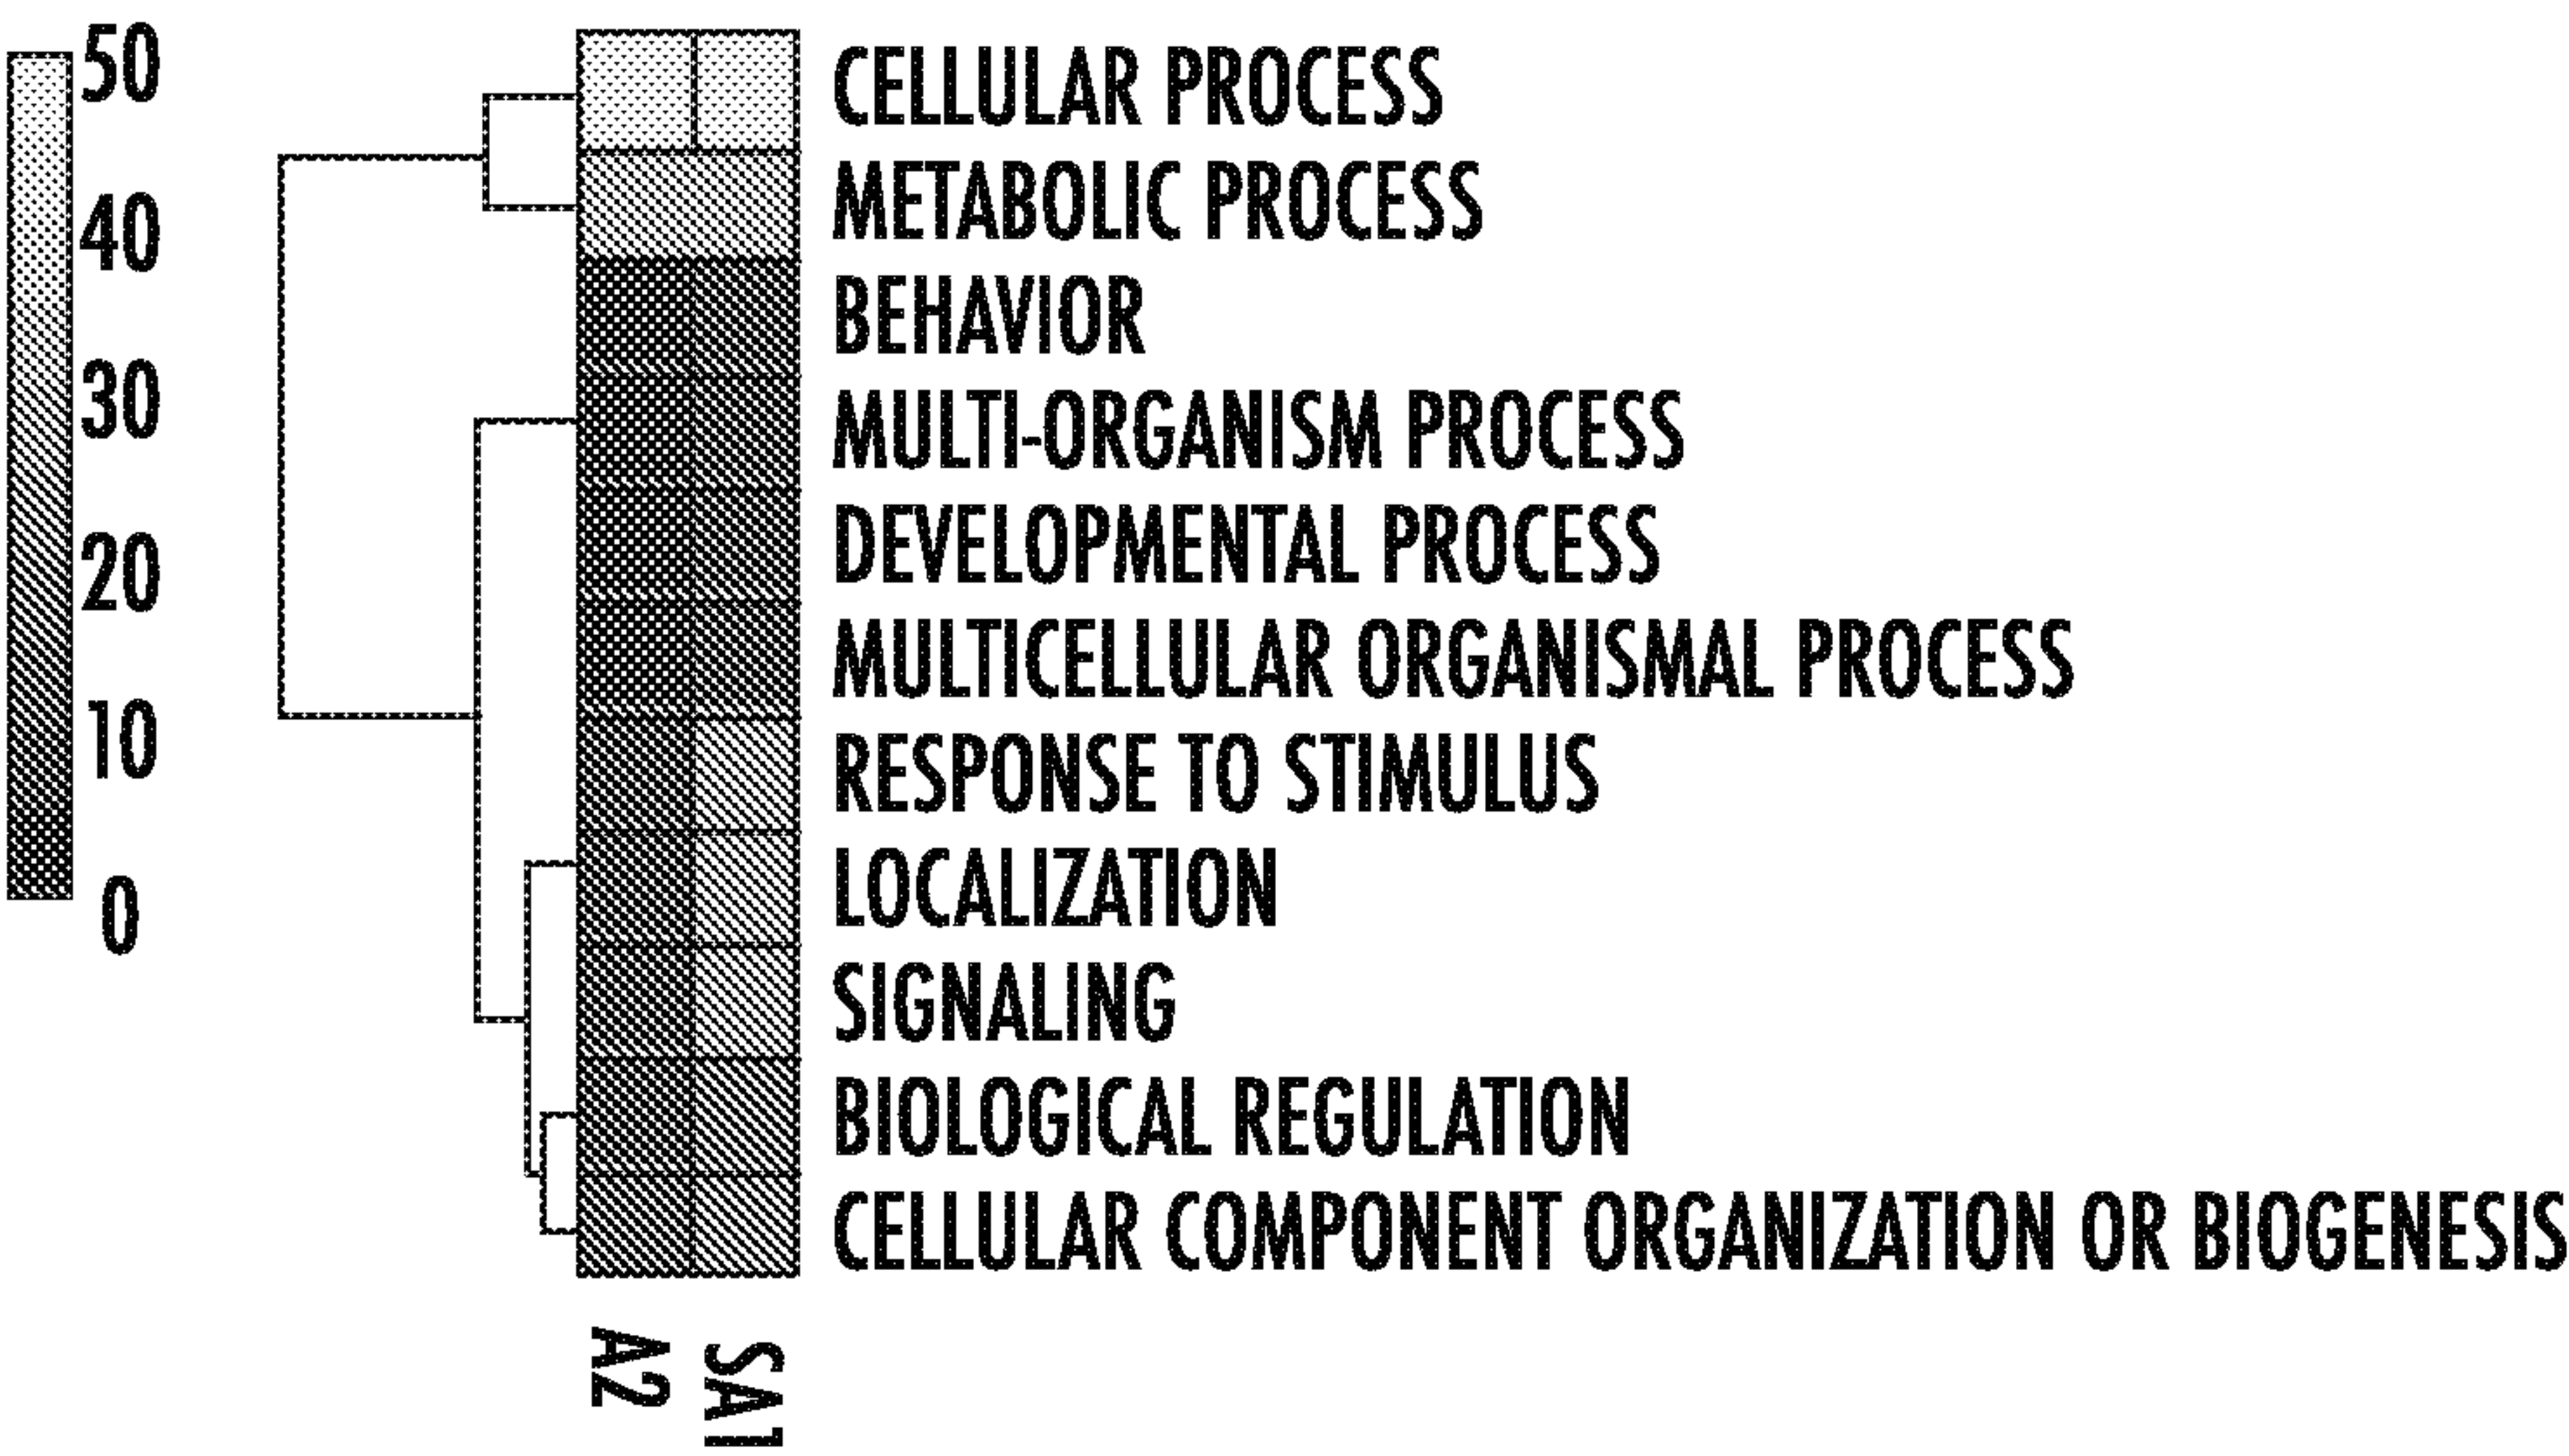 50
40
30
20
10
0
CELLULAR PROCESS
METABOLIC PROCESS
BEHAVIOR
MULTI-ORGANISM PROCESS
DEVELOPMENTAL PROCESS
MULTICELLULAR ORGANISMAL PROCESS
RESPONSE TO STIMULUS
LOCALIZATION
SIGNALING
BIOLOGICAL REGULATION
CELLULAR COMPONENT ORGANIZATION OR BIOGENESIS
A2
SA1